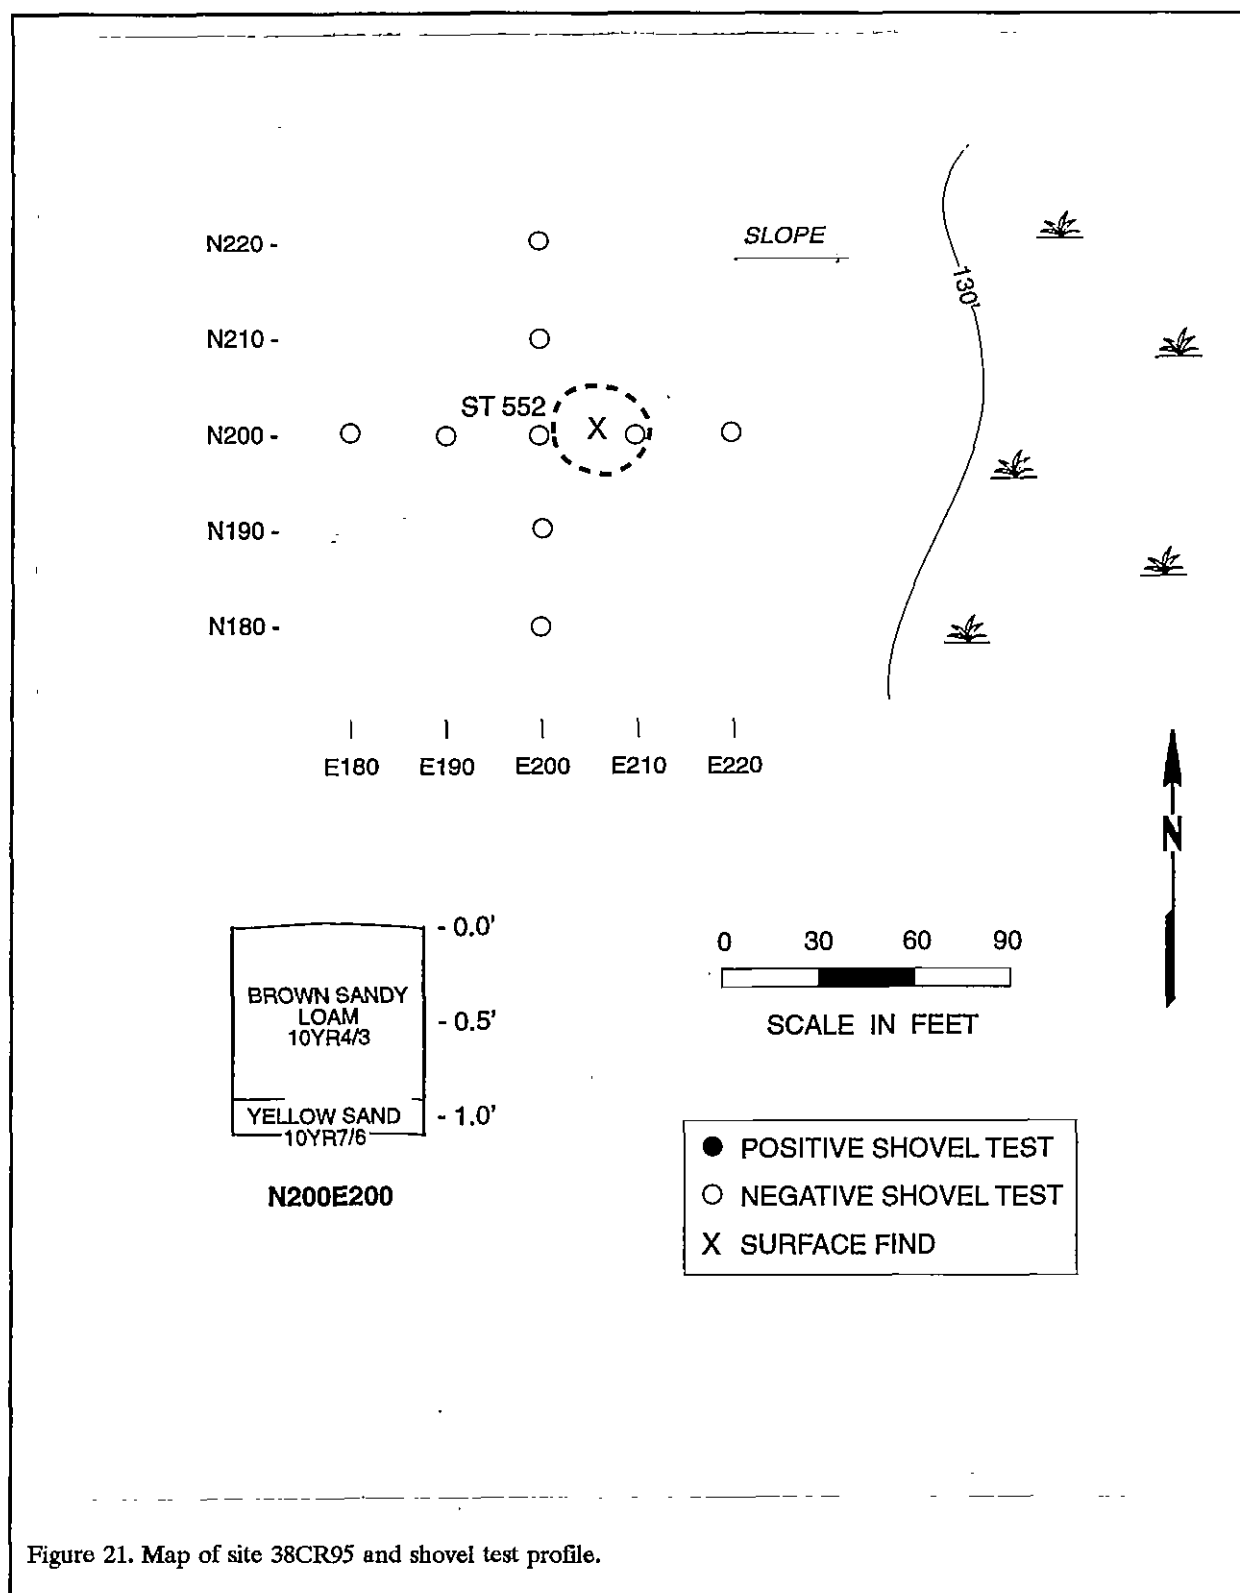 N220 -
SLOPE
130'
N210 -
ST 552
X
N200 -
N190 -
N180 -
E180 E190 E200 E210 E220
N
- 0.0'
BROWN SANDY
LOAM
10YR4/3
- 0.5'
YELLOW SAND
10YR7/6
- 1.0'
N200E200
0 30 60 90
SCALE IN FEET
POSITIVE SHOVEL TEST
NEGATIVE SHOVEL TEST
X SURFACE FIND
Figure 21. Map of site 38CR95 and shovel test profile.